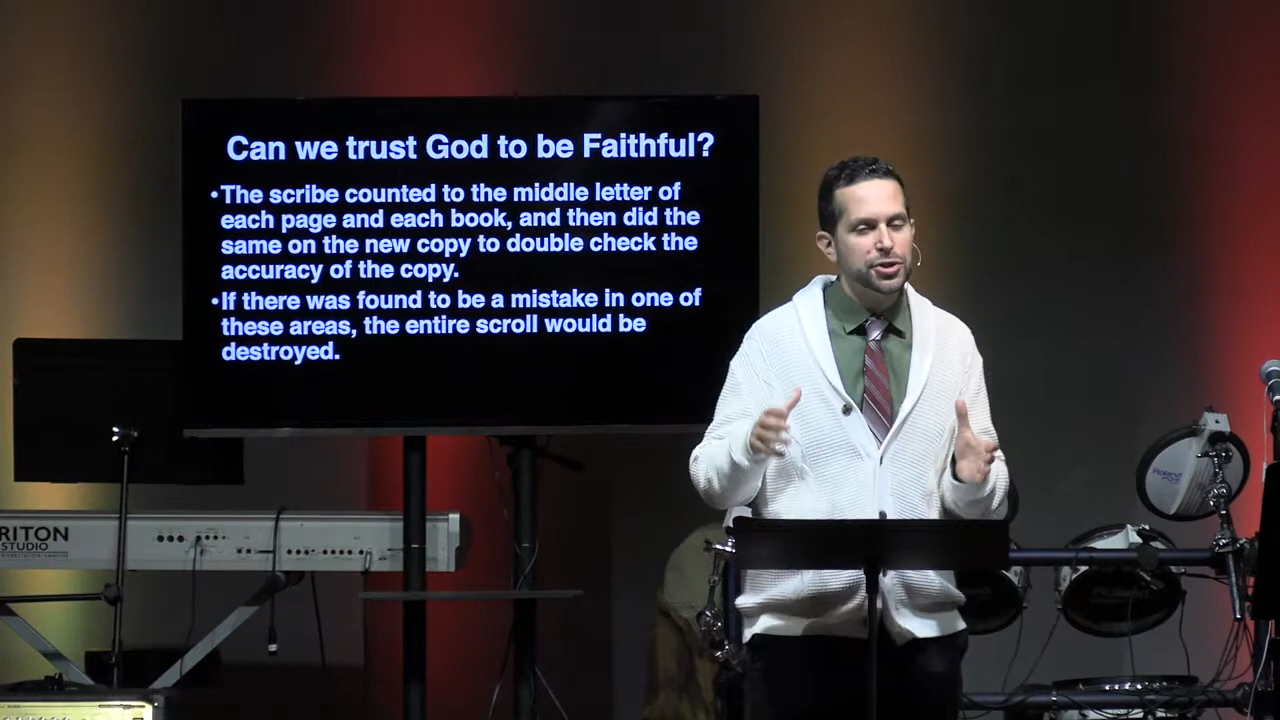 Can we trust God to be Faithful?
•The scribe counted to the middle letter of
each page and each book, and then did the
same on the new copy to double check the
accuracy of the copy.
•If there was found to be a mistake in one of
these areas, the entire scroll would be
destroyed.
RITON
STUDIO
Roland